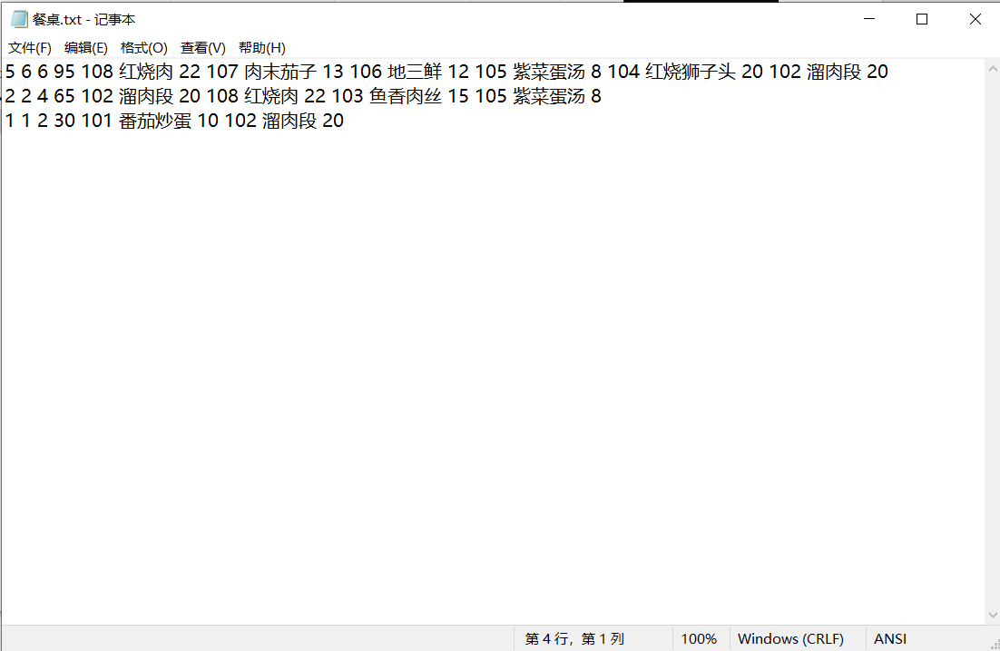 餐桌.txt - 记事本
文件(F) 编辑(E) 格式(O) 查看(V) 帮助(H)
5 6 6 95 108 红烧肉 22 107 肉末茄子 13 106 地三鲜 12 105 紫菜蛋汤 8 104 红烧狮子头 20 102 溜肉段 20
2 2 4 65 102 溜肉段 20 108 红烧肉 22 103 鱼香肉丝 15 105 紫菜蛋汤 8
1 1 2 30 101 番茄炒蛋 10 102 溜肉段 20
第 4 行，第 1 列 100% Windows (CRLF) ANSI